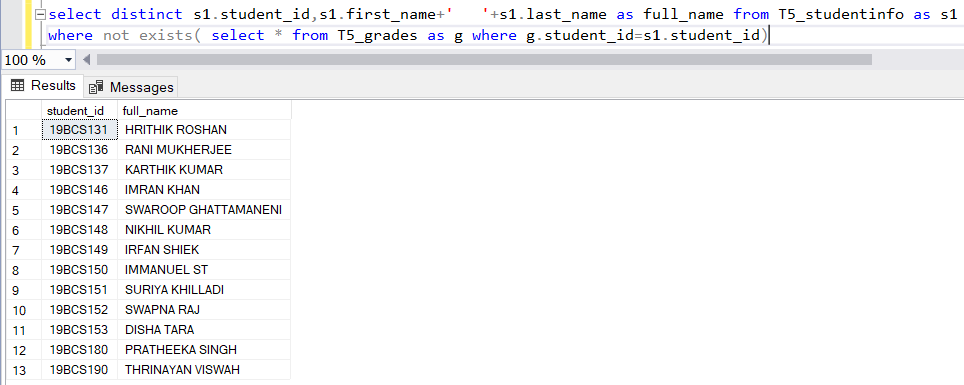 select distinct s1.student_id,s1.first_name+'   '+s1.last_name as full_name from T5_studentinfo as s1
where not exists( select * from T5_grades as g where g.student_id=s1.student_id)
100 %
Results Messages
student_id full_name
1 19BCS131 HRITHIK ROSHAN
2 19BCS136 RANI MUKHERJEE
3 19BCS137 KARTHIK KUMAR
4 19BCS146 IMRAN KHAN
5 19BCS147 SWAROOP GHATTAMANENI
6 19BCS148 NIKHIL KUMAR
7 19BCS149 IRFAN SHIEK
8 19BCS150 IMMANUEL ST
9 19BCS151 SURIYA KHILLADI
10 19BCS152 SWAPNA RAJ
11 19BCS153 DISHA TARA
12 19BCS180 PRATHEEKA SINGH
13 19BCS190 THRINAYAN VISWAH